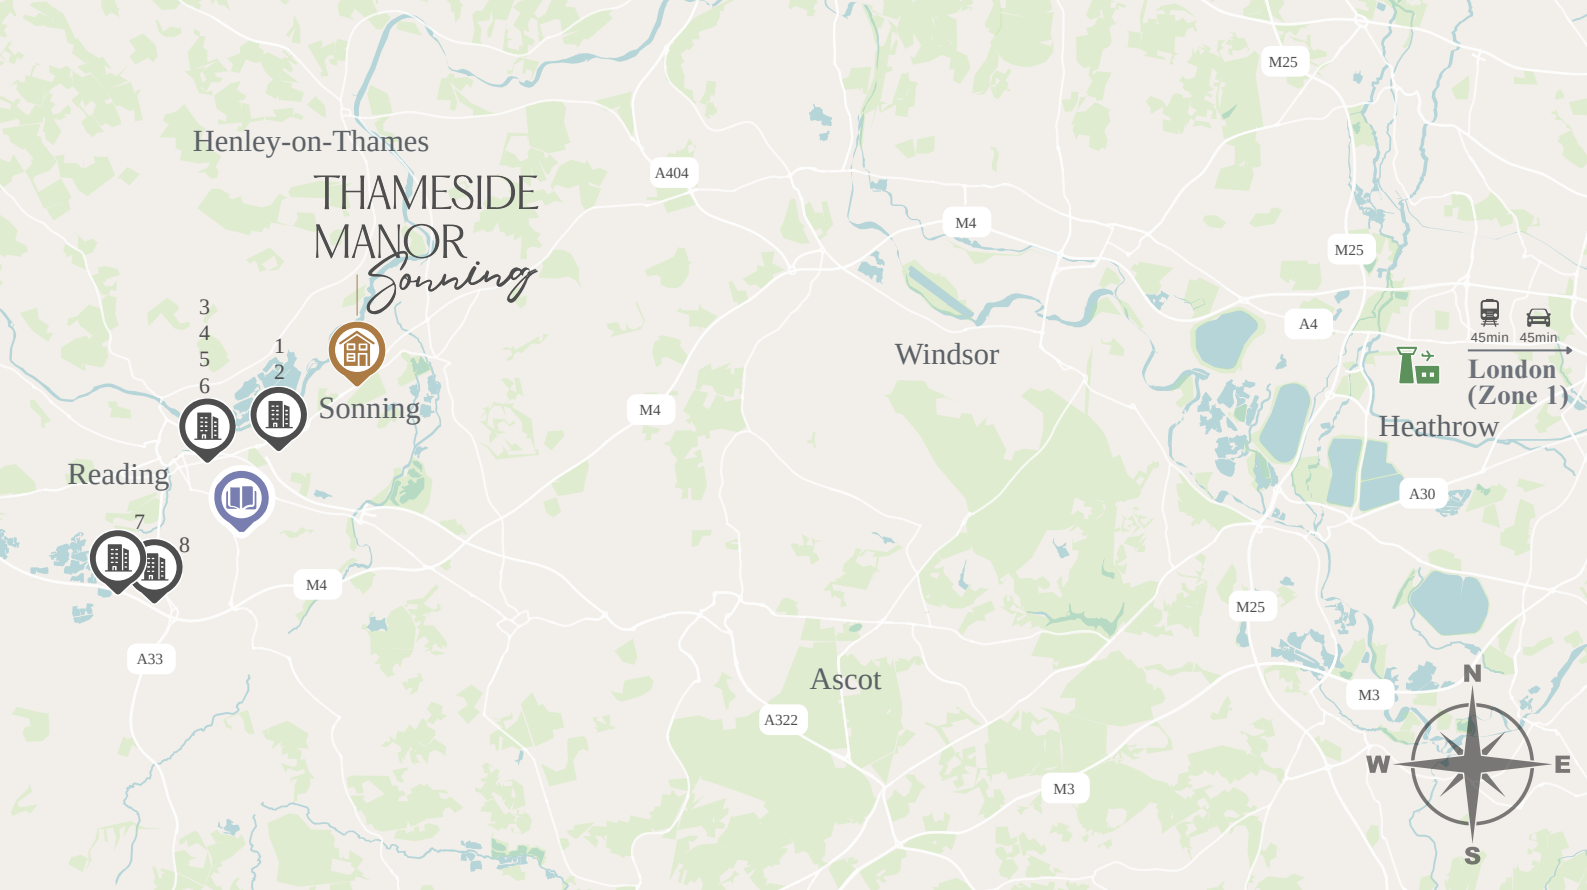 M25
Henley-on-Thames
A404
THAMESIDE
MANOR
Sonning
M4
M25
3
4
5
6
1
2
A4
45min 45min
London
(Zone 1)
Windsor
Heathrow
Sonning
M4
Reading
A30
7
8
M4
M25
A33
Ascot
M3
A322
M3
N
W E
S